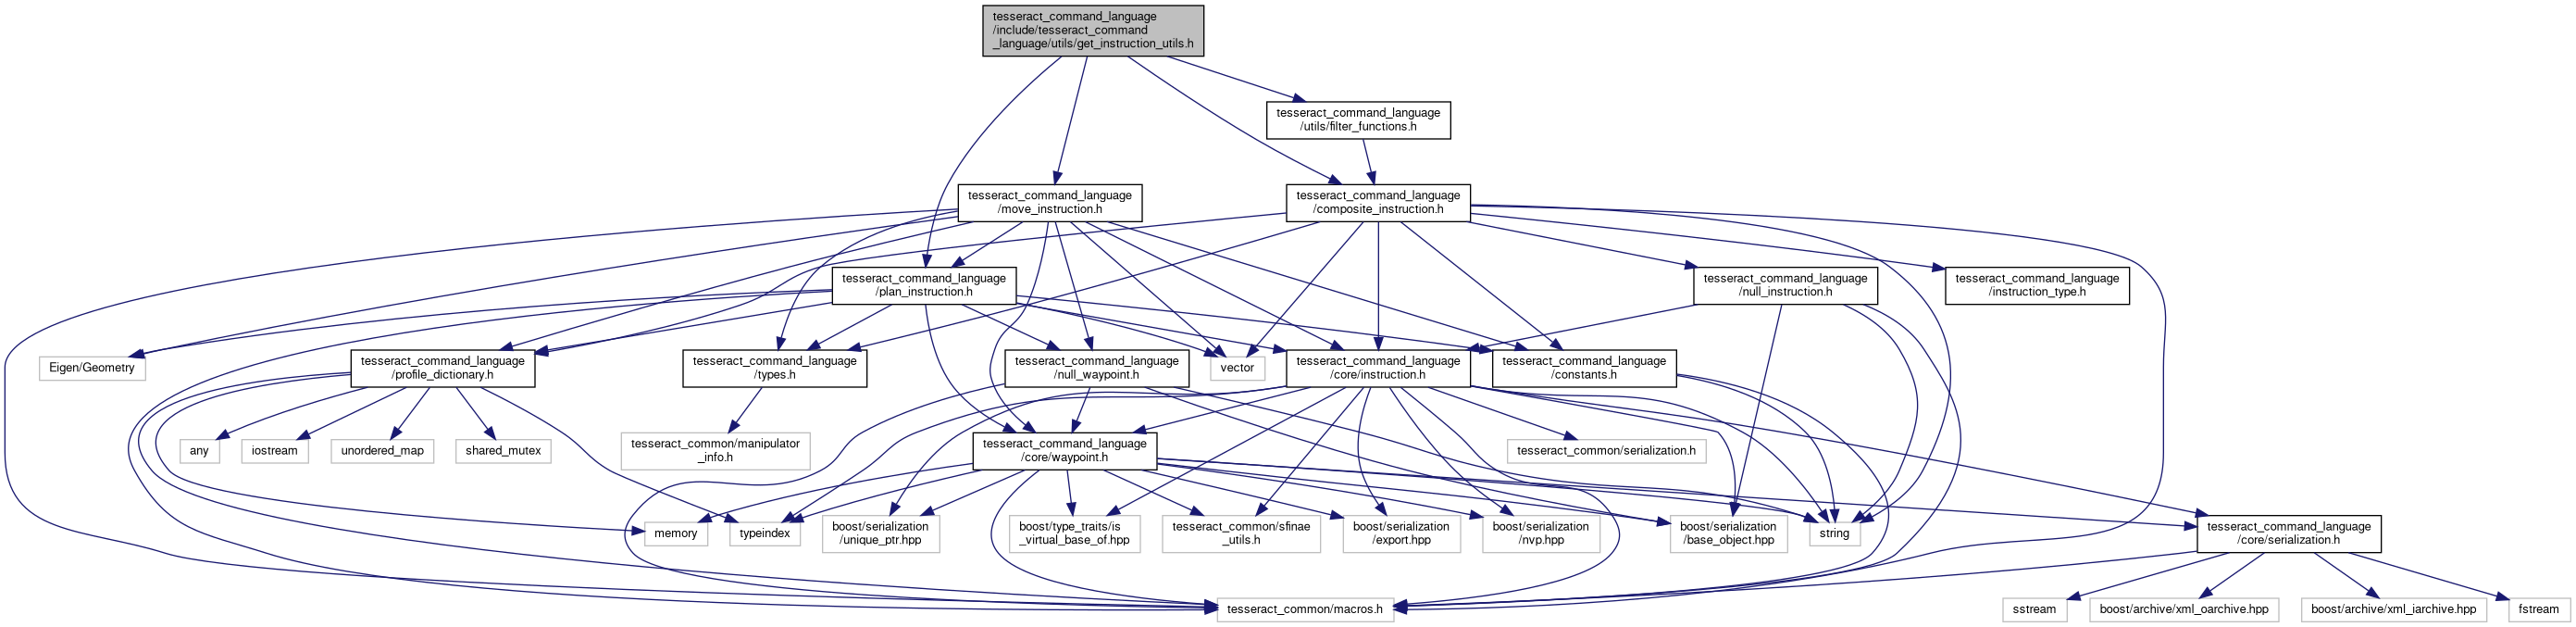 tesseract_command_language
/include/tesseract_command
_language/utils/get_instruction_utils.h
tesseract_command_language
/utils/filter_functions.h
tesseract_command_language
/move_instruction.h
tesseract_command_language
/composite_instruction.h
tesseract_command_language
/plan_instruction.h
tesseract_command_language
/null_instruction.h
tesseract_command_language
/instruction_type.h
Eigen/Geometry
tesseract_command_language
/profile_dictionary.h
tesseract_command_language
/types.h
tesseract_command_language
/null_waypoint.h
vector
tesseract_command_language
/core/instruction.h
tesseract_command_language
/constants.h
any
iostream
unordered_map
shared_mutex
tesseract_common/manipulator
_info.h
tesseract_command_language
/core/waypoint.h
tesseract_common/serialization.h
memory
typeindex
boost/serialization
/unique_ptr.hpp
boost/type_traits/is
_virtual_base_of.hpp
tesseract_common/sfinae
_utils.h
boost/serialization
/export.hpp
boost/serialization
/nvp.hpp
boost/serialization
/base_object.hpp
string
tesseract_command_language
/core/serialization.h
tesseract_common/macros.h
sstream
boost/archive/xml_oarchive.hpp
boost/archive/xml_iarchive.hpp
fstream